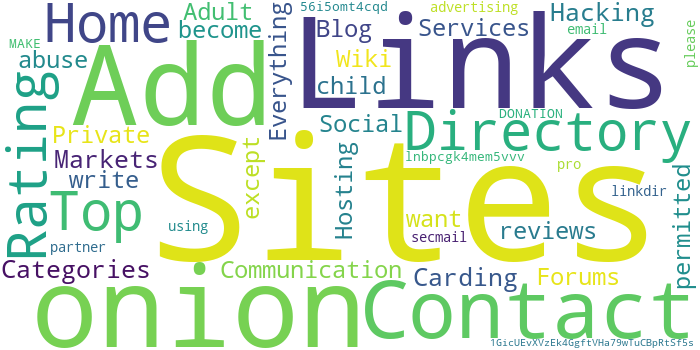 56i5omt4cqd
advertising
Home
Adult
Hacking
Links
MAKE
become
Blog
Services
email
please
abuse
Add
Everything
Wiki
child
DONATION
Rating
Private
Social
Directory
Markets
except
Sites
lnbpcgk4mem5vvv
pro
write
Hosting
linkdir
Top
want
permitted
using
reviews
partner
secmail
Categories
Communication
Carding
Forums
onion
Contact
1GicUEvXVzEk4GgftVHa79wTuCBpRtSf5s